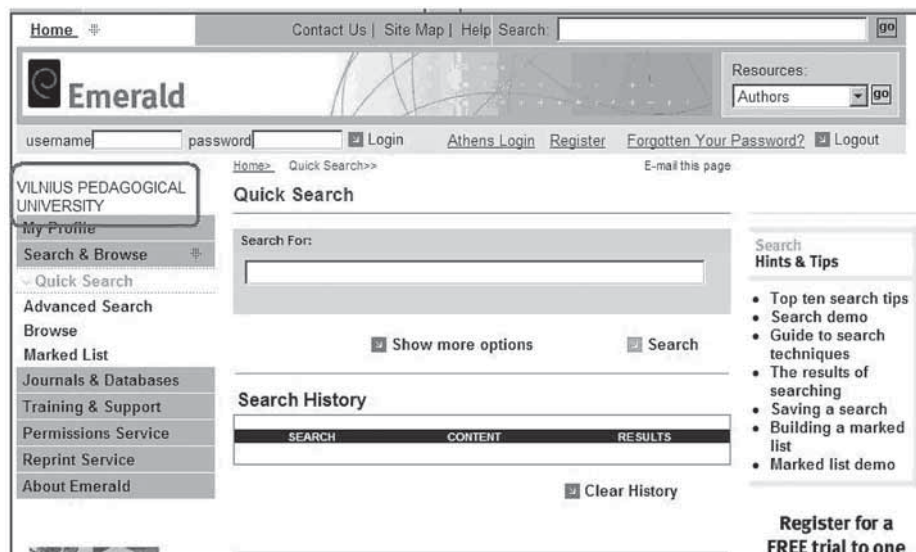 Home
Contact Us | Site Map | Help Search: go
Emerald
Resources:
Authors go
username password Login Athens Login Register Forgotten Your Password? Logout
VILNIUS PEDAGOGICAL
UNIVERSITY
My Profile
Search & Browse
Quick Search
Advanced Search
Browse
Marked List
Journals & Databases
Training & Support
Permissions Service
Reprint Service
About Emerald
Home> Quick Search>> E-mail this page
Quick Search
Search For:
Show more options Search
Search History
SEARCH CONTENT RESULTS
Clear History
Search
Hints & Tips
• Top ten search tips
• Search demo
• Guide to search
techniques
• The results of
searching
• Saving a search
• Building a marked
list
• Marked list demo
Register for a
FREE trial to one